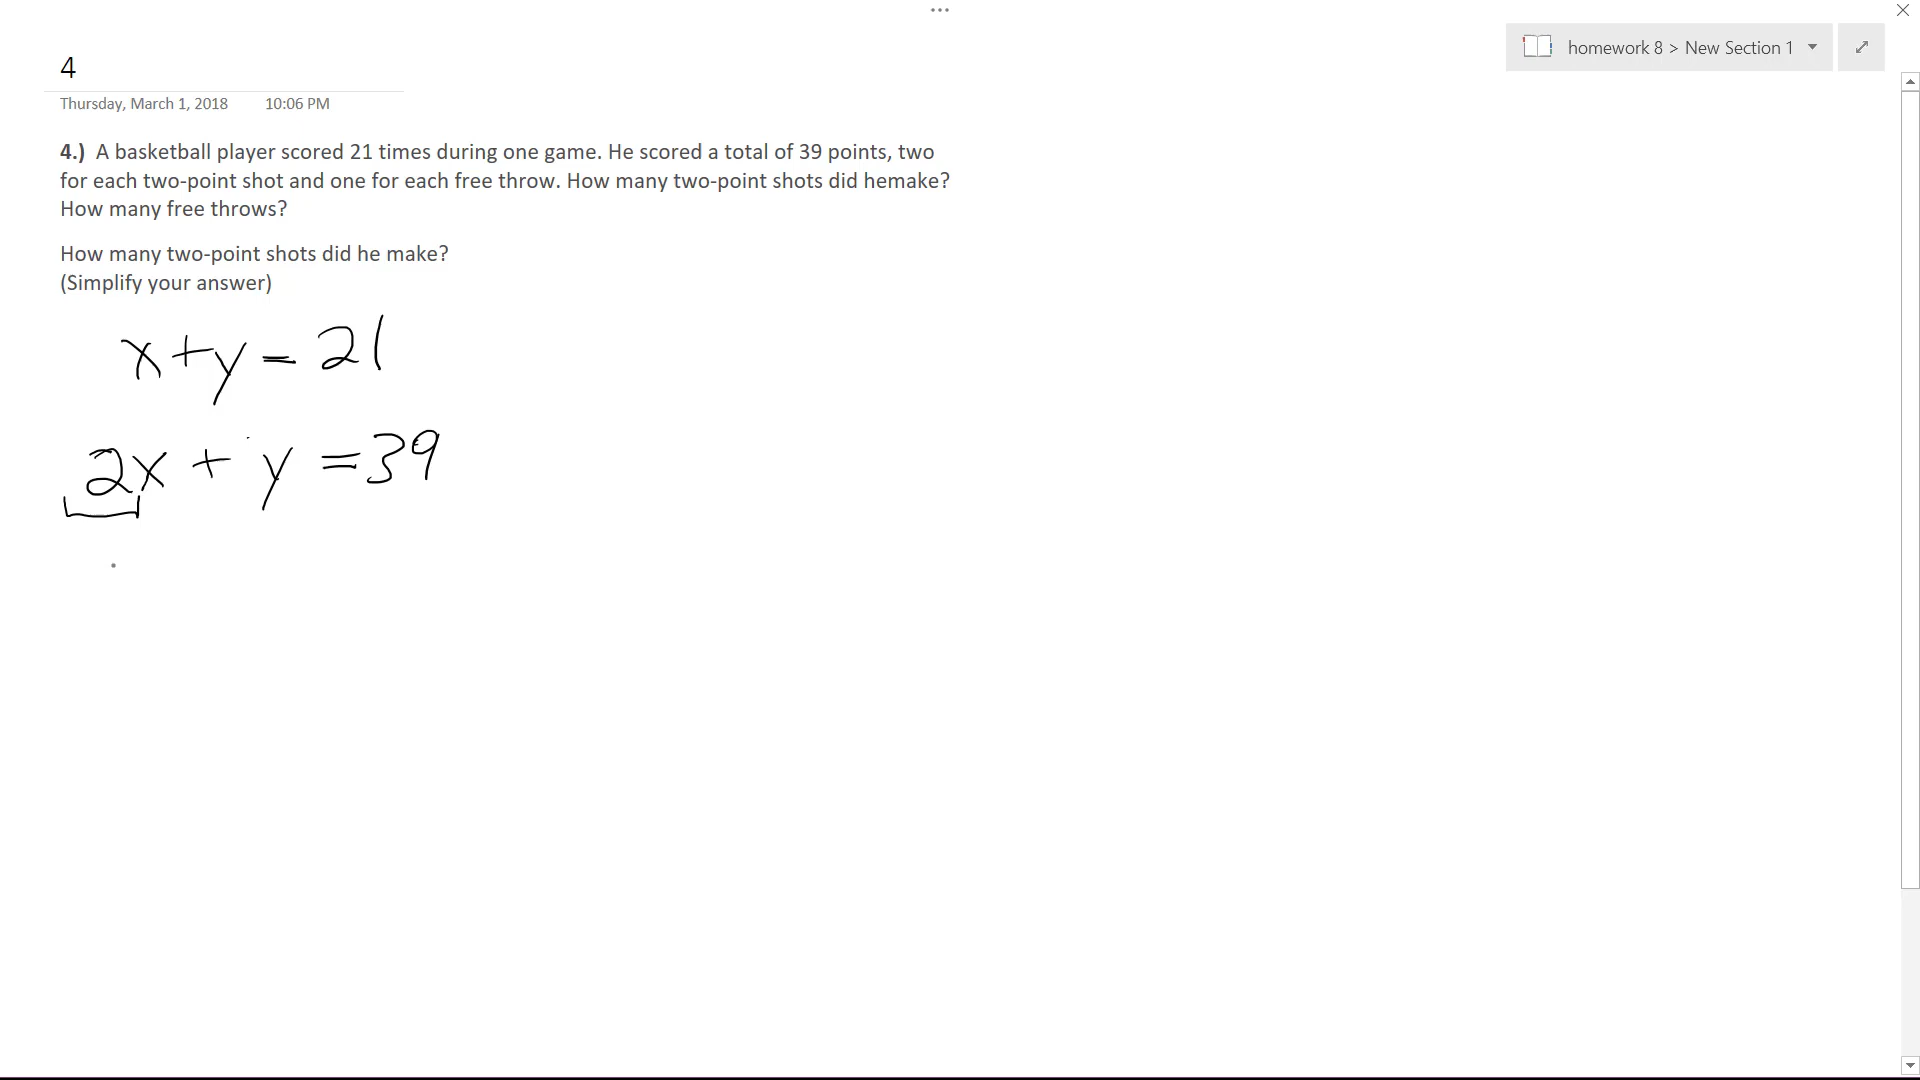 homework 8 > New Section 1
4
Thursday, March 1, 2018 10:06 PM
4.) A basketball player scored 21 times during one game. He scored a total of 39 points, two
for each two-point shot and one for each free throw. How many two-point shots did hemake?
How many free throws?
How many two-point shots did he make?
(Simplify your answer)
x+y=21
2x + y =39